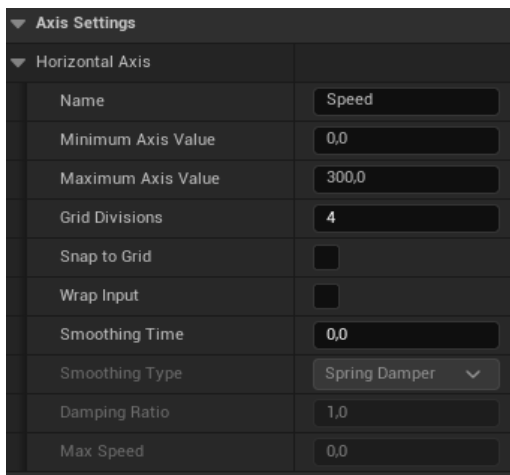 Axis Settings
Horizontal Axis
Name Speed
Minimum Axis Value 0,0
Maximum Axis Value 300,0
Grid Divisions 4
Snap to Grid
Wrap Input
Smoothing Time 0,0
Smoothing Type Spring Damper
Damping Ratio 1,0
Max Speed 0,0